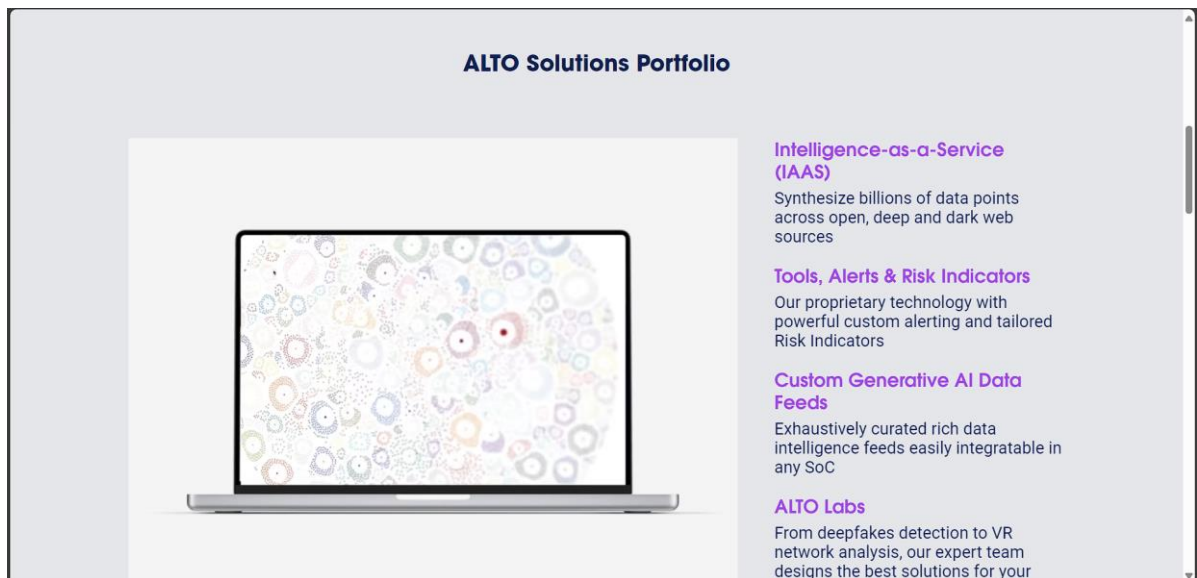 ALTO Solutions Portfolio
Intelligence-as-a-Service
(IAAS)
Synthesize billions of data points
across open, deep and dark web
sources
Tools, Alerts & Risk Indicators
Our proprietary technology with
powerful custom alerting and tailored
Risk Indicators
Custom Generative AI Data
Feeds
Exhaustively curated rich data
intelligence feeds easily integratable in
any SoC
ALTO Labs
From deepfakes detection to VR
network analysis, our expert team
designs the best solutions for your